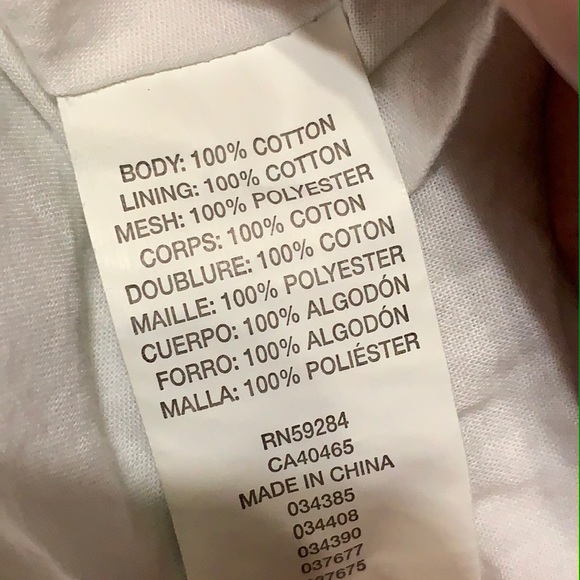 BODY: 100% COTTON
LINING: 100% COTTON
MESH: 100% POLYESTER
CORPS: 100% COTON
DOUBLURE: 100% COTON
MAILLE: 100% POLYESTER
CUERPO: 100% ALGODÓN
FORRO: 100% ALGODÓN
MALLA: 100% POLIÉSTER
RN59284
CA40465
MADE IN CHINA
034385
034408
034390
037677
037675